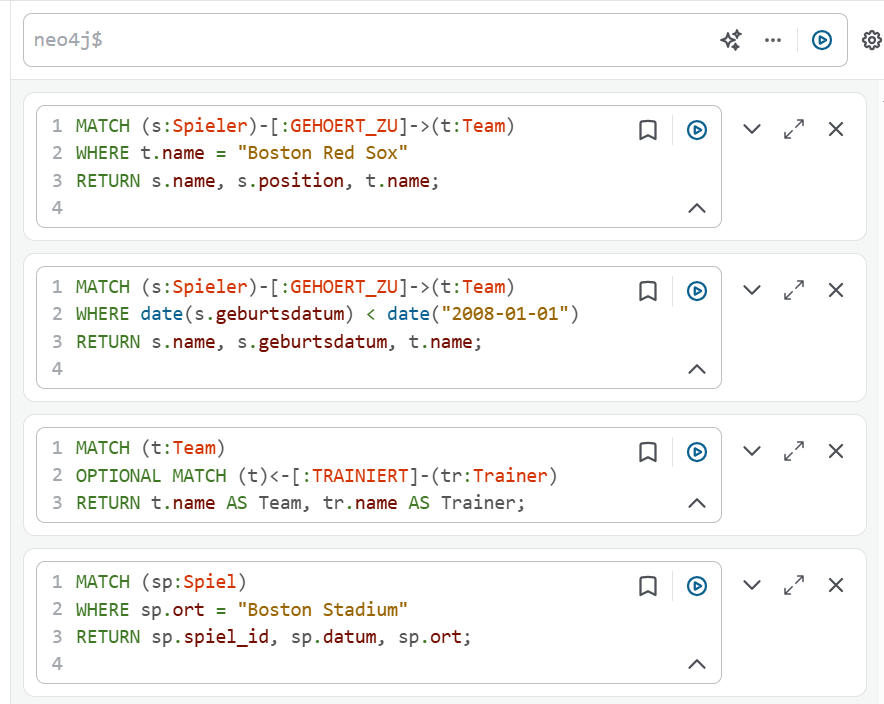 neo4j$
1 MATCH (s:Spieler)-[:GEHOERT_ZU]->(t:Team)
2 WHERE t.name = "Boston Red Sox"
3 RETURN s.name, s.position, t.name;
4
1 MATCH (s:Spieler)-[:GEHOERT_ZU]->(t:Team)
2 WHERE date(s.geburtsdatum) < date("2008-01-01")
3 RETURN s.name, s.geburtsdatum, t.name;
4
1 MATCH (t:Team)
2 OPTIONAL MATCH (t)<-[:TRAINIERT]-(tr:Trainer)
3 RETURN t.name AS Team, tr.name AS Trainer;
1 MATCH (sp:Spiel)
2 WHERE sp.ort = "Boston Stadium"
3 RETURN sp.spiel_id, sp.datum, sp.ort;
4